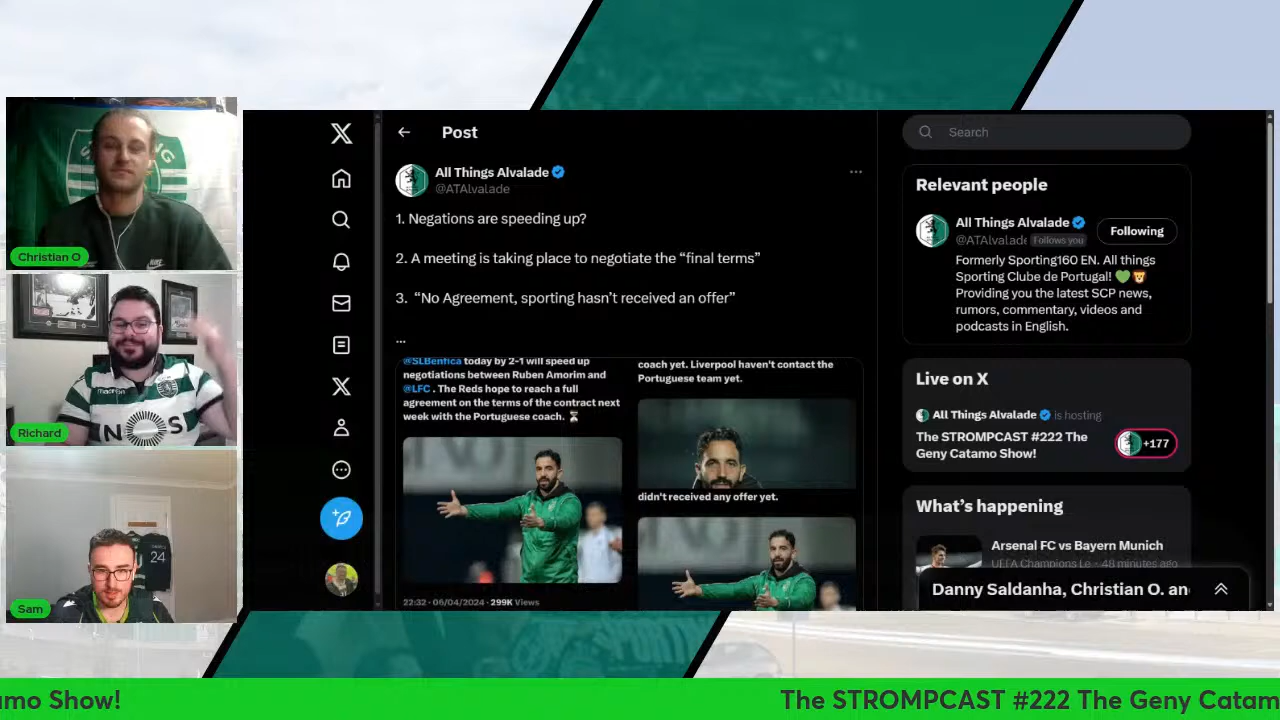 Christian O
NOS
Richard
24
Sam
Post
All Things Alvalade
@ATAlvalade
1. Negations are speeding up?
2. A meeting is taking place to negotiate the “final terms”
3. “No Agreement, sporting hasn’t received an offer”
...
@SLBenfica today by 2-1 will speed up
negotiations between Ruben Amorim and
@LFC . The Reds hope to reach a full
agreement on the terms of the contract next
week with the Portuguese coach. ⏳
22:32 · 06/04/2024 · 299K Views
coach yet. Liverpool haven't contact the
Portuguese team yet.
didn't received any offer yet.
Search
Relevant people
All Things Alvalade
@ATAlvalade Follows you
Following
Formerly Sporting160 EN. All things
Sporting Clube de Portugal! 💚🦁
Providing you the latest SCP news,
rumors, commentary, videos and
podcasts in English.
Live on X
All Things Alvalade is hosting
The STROMPCAST #222 The
Geny Catamo Show!
+177
What’s happening
Arsenal FC vs Bayern Munich
UEFA Champions Le · 48 minutes ago
Danny Saldanha, Christian O. an
amo Show!
The STROMPCAST #222 The Geny Catam